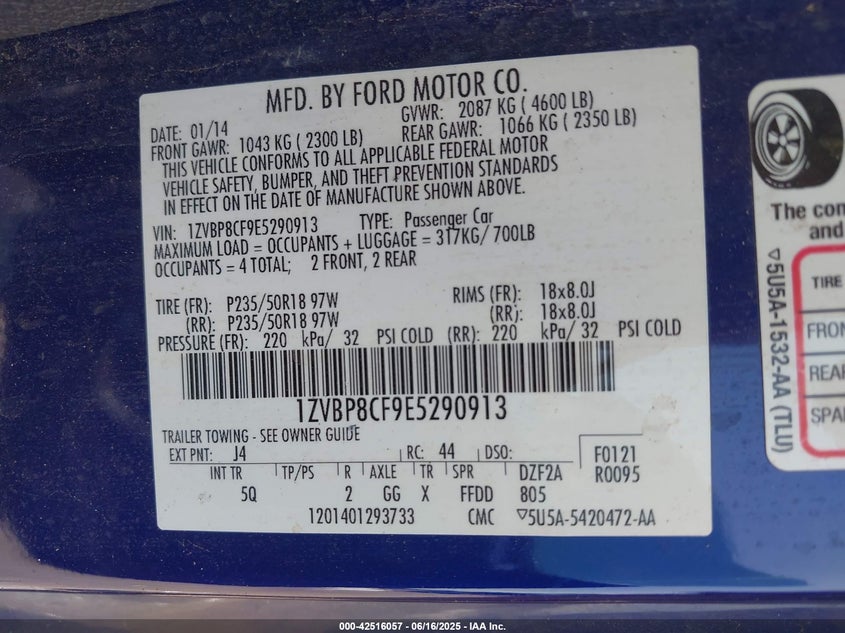 MFD. BY FORD MOTOR CO.
DATE: 01/14 GVWR: 2087 KG ( 4600 LB)
FRONT GAWR: 1043 KG ( 2300 LB) REAR GAWR: 1066 KG ( 2350 LB)
THIS VEHICLE CONFORMS TO ALL APPLICABLE FEDERAL MOTOR
VEHICLE SAFETY, BUMPER, AND THEFT PREVENTION STANDARDS
IN EFFECT ON THE DATE OF MANUFACTURE SHOWN ABOVE.
VIN: 1ZVBP8CF9E5290913 TYPE: Passenger Car
MAXIMUM LOAD = OCCUPANTS + LUGGAGE = 317KG/ 700LB
OCCUPANTS = 4 TOTAL; 2 FRONT, 2 REAR
TIRE (FR): P235/50R18 97W RIMS (FR): 18x8.0J
(RR): P235/50R18 97W (RR): 18x8.0J
PRESSURE (FR): 220 kPa/ 32 PSI COLD (RR): 220 kPa/ 32 PSI COLD
1ZVBP8CF9E5290913
TRAILER TOWING - SEE OWNER GUIDE
EXT PNT: J4 RC: 44 DSO: F0121
INT TR TP/PS R AXLE TR SPR DZF2A R0095
5Q 2 GG X FFDD 805
1201401293733 CMC ▽5U5A-5420472-AA
The com
and
▽5U5A-1532-AA (TLU)
TIRE
FRON
REAR
SPAR
000-42516057 - 06/16/2025 - IAA Inc.